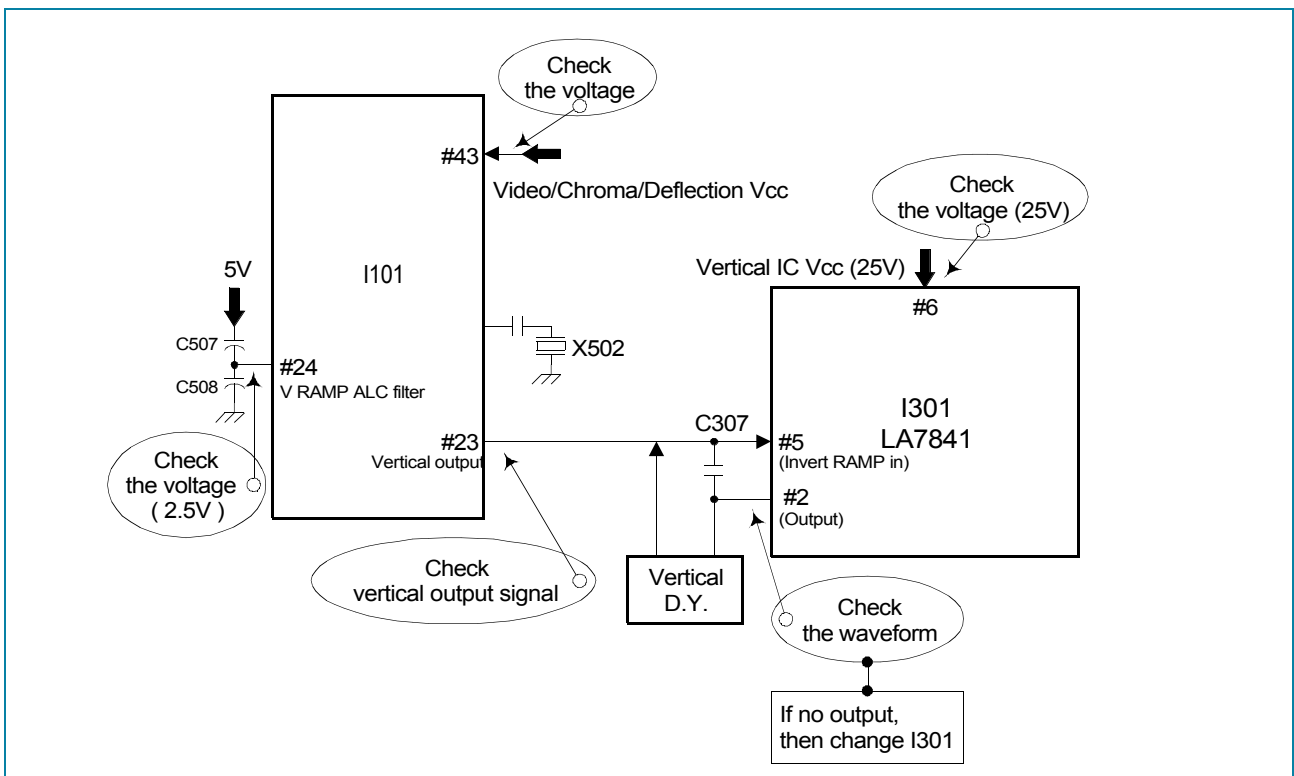 Check
the voltage
#43
Video/Chroma/Deflection Vcc
Check
the voltage (25V)
Vertical IC Vcc (25V)
#6
5V
I101
C507
C508
#24
V RAMP ALC filter
X502
I301
LA7841
C307
#23
Vertical output
#5
(Invert RAMP in)
#2
(Output)
Check
the voltage
( 2.5V )
Check
vertical output signal
Vertical
D.Y.
Check
the waveform
If no output,
then change I301